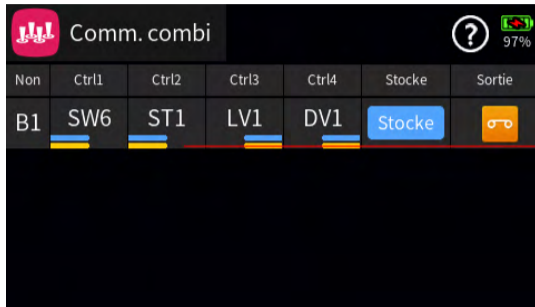 Comm. combi
?
97%
Non Ctrl1 Ctrl2 Ctrl3 Ctrl4 Stocke Sortie
B1 SW6 ST1 LV1 DV1 Stocke